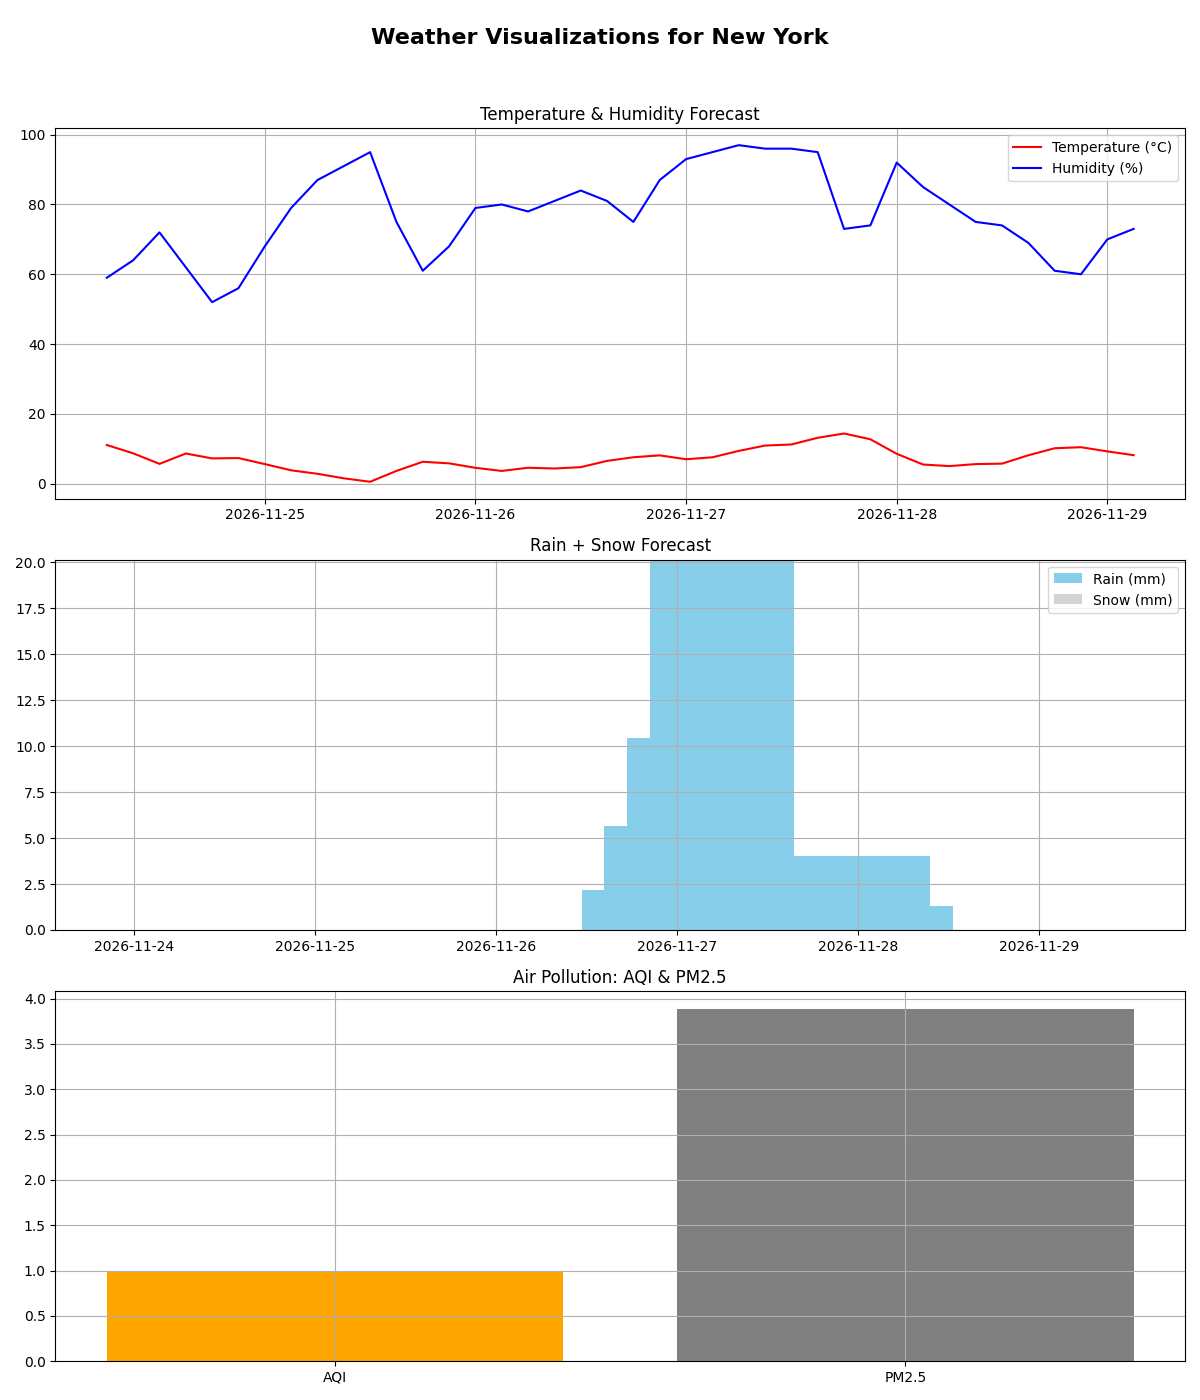 Weather Visualizations for New York
Temperature & Humidity Forecast
100
80
60
40
20
0
Temperature (°C)
Humidity (%)
2026-11-25 2026-11-26 2026-11-27 2026-11-28 2026-11-29
Rain + Snow Forecast
20.0
17.5
15.0
12.5
10.0
7.5
5.0
2.5
0.0
Rain (mm)
Snow (mm)
2026-11-24 2026-11-25 2026-11-26 2026-11-27 2026-11-28 2026-11-29
Air Pollution: AQI & PM2.5
4.0
3.5
3.0
2.5
2.0
1.5
1.0
0.5
0.0
AQI PM2.5